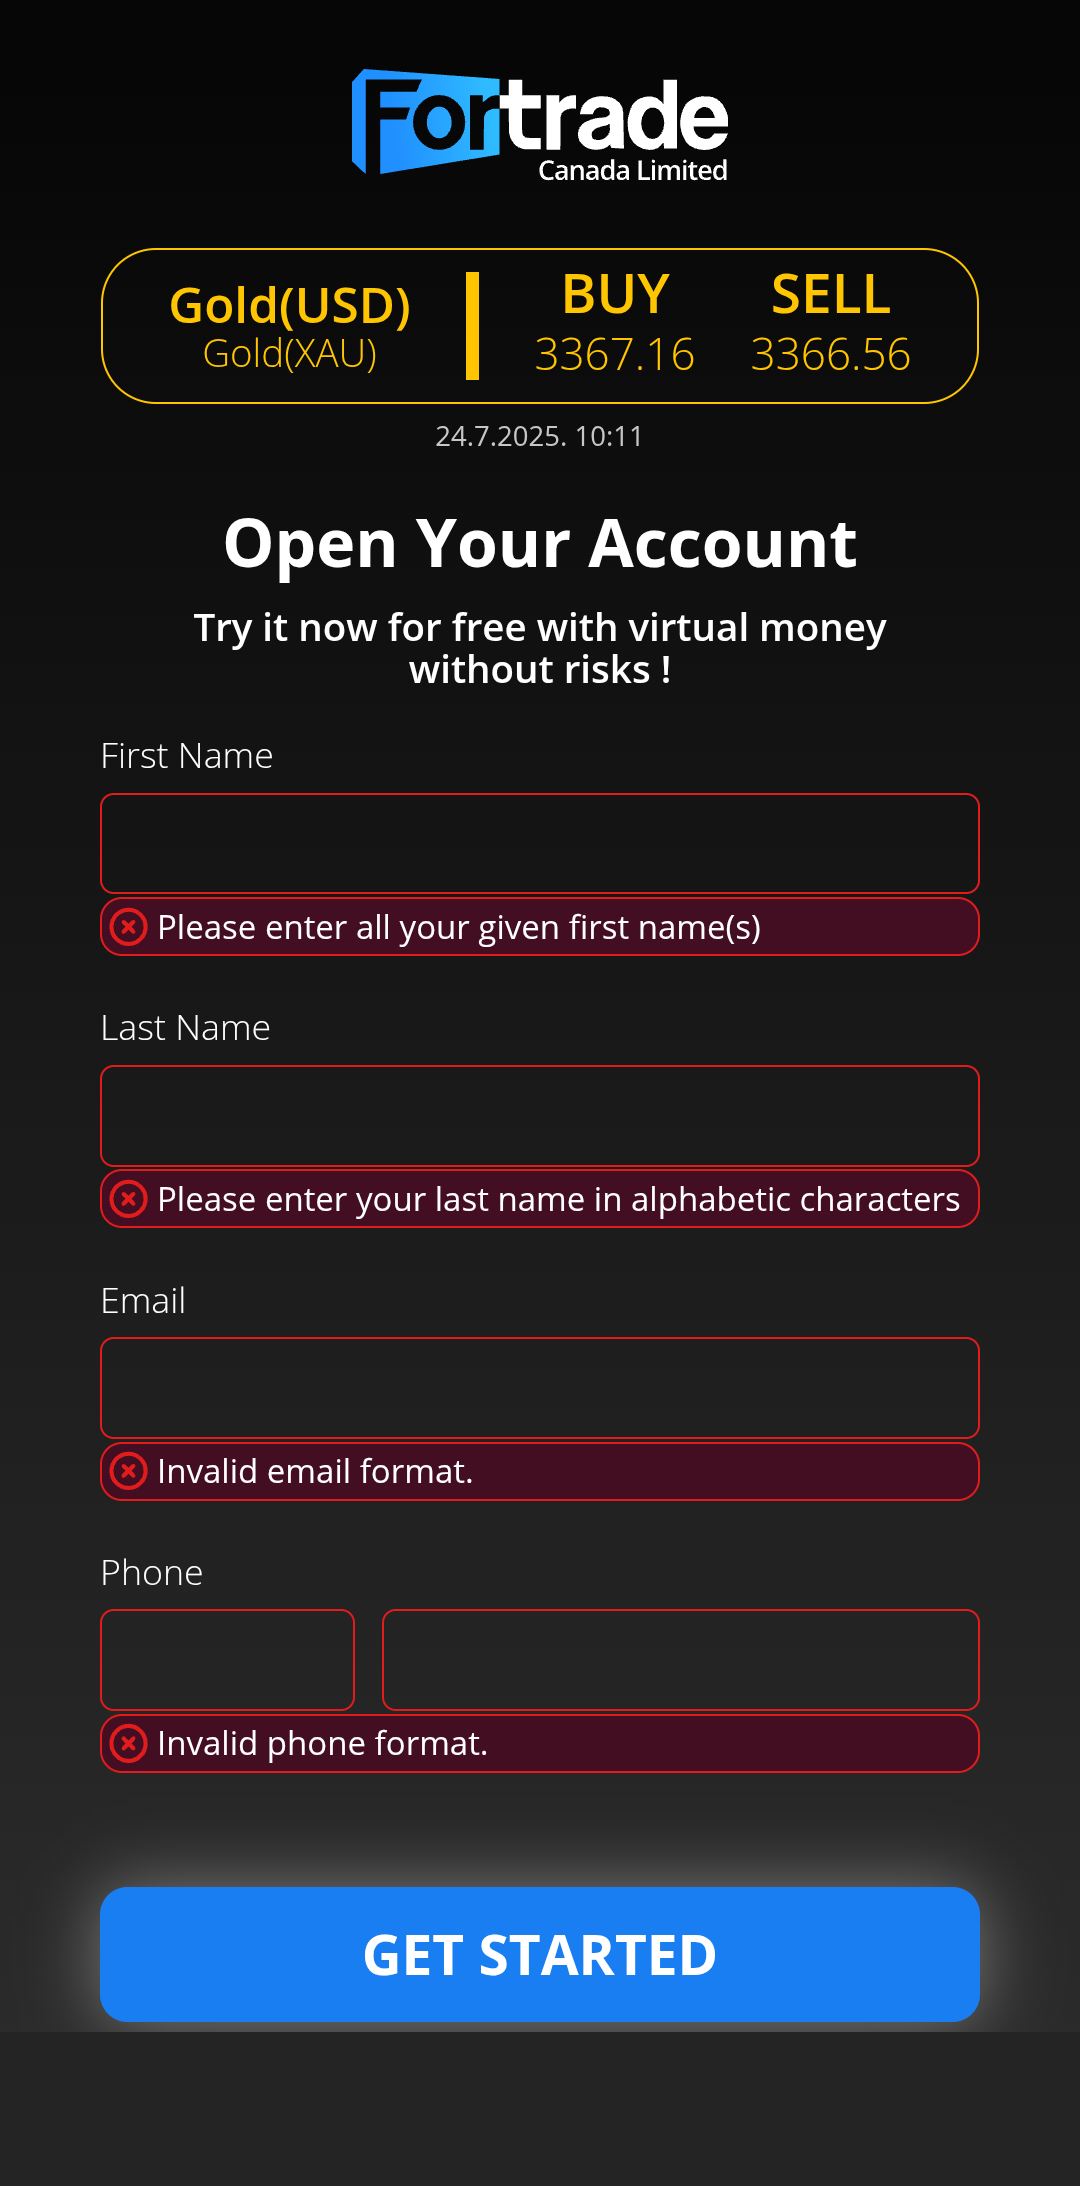 Fortrade
Canada Limited
Gold(USD)
Gold(XAU)
BUY
3367.16
SELL
3366.56
24.7.2025. 10:11
Open Your Account
Try it now for free with virtual money
without risks !
First Name
Please enter all your given first name(s)
Last Name
Please enter your last name in alphabetic characters
Email
Invalid email format.
Phone
Invalid phone format.
GET STARTED